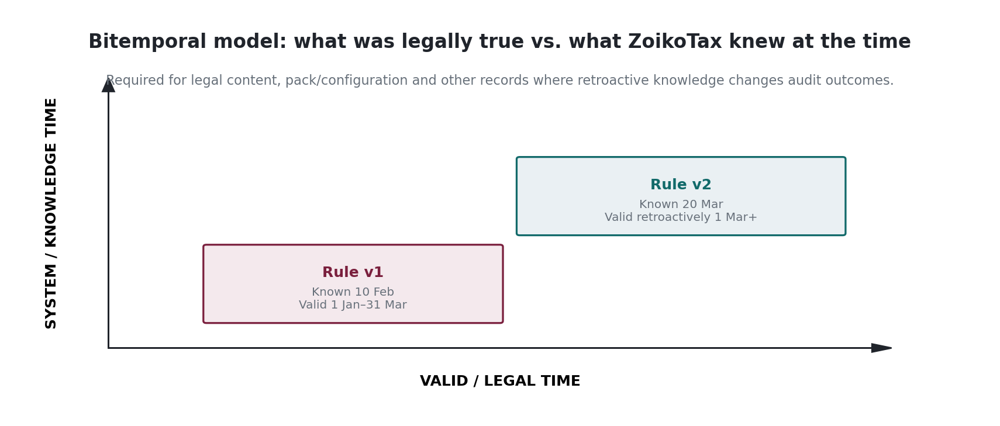 Bitemporal model: what was legally true vs. what ZoikoTax knew at the time
Required for legal content, pack/configuration and other records where retroactive knowledge changes audit outcomes.
SYSTEM / KNOWLEDGE TIME
Rule v2
Known 20 Mar
Valid retroactively 1 Mar+
Rule v1
Known 10 Feb
Valid 1 Jan–31 Mar
VALID / LEGAL TIME